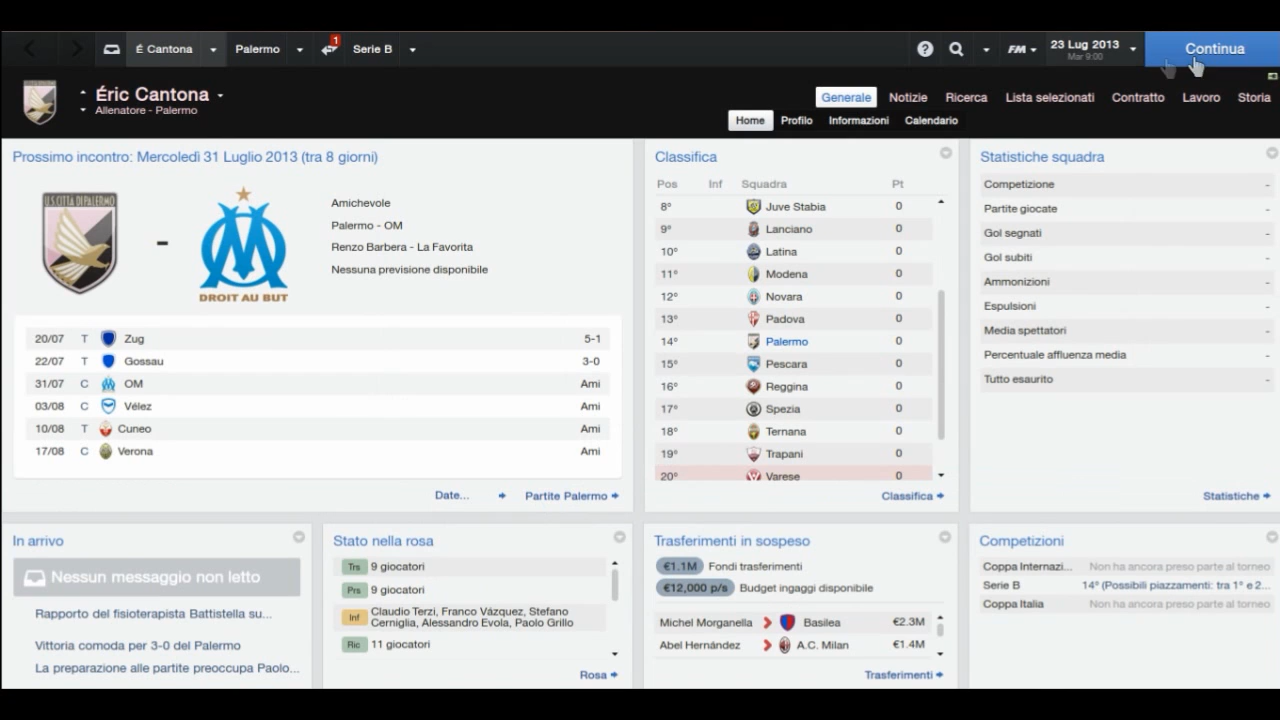 É Cantona
Palermo
1
Serie B
FM
23 Lug 2013
Mar 9:00
Continua
Éric Cantona
Allenatore - Palermo
Generale Notizie Ricerca Lista selezionati Contratto Lavoro Storia
Home Profilo Informazioni Calendario
Prossimo incontro: Mercoledì 31 Luglio 2013 (tra 8 giorni)
U.S. CITTÀ DI PALERMO
-
DROIT AU BUT
Amichevole
Palermo - OM
Renzo Barbera - La Favorita
Nessuna previsione disponibile
20/07 T Zug 5-1
22/07 T Gossau 3-0
31/07 C OM Ami
03/08 C Vélez Ami
10/08 T Cuneo Ami
17/08 C Verona Ami
Date...
Partite Palermo
Classifica
Pos Inf Squadra Pt
8° Juve Stabia 0
9° Lanciano 0
10° Latina 0
11° Modena 0
12° Novara 0
13° Padova 0
14° Palermo 0
15° Pescara 0
16° Reggina 0
17° Spezia 0
18° Ternana 0
19° Trapani 0
20° Varese 0
Classifica
Statistiche squadra
Competizione -
Partite giocate -
Gol segnati -
Gol subiti -
Ammonizioni -
Espulsioni -
Media spettatori -
Percentuale affluenza media -
Tutto esaurito -
Statistiche
In arrivo
Nessun messaggio non letto
Rapporto del fisioterapista Battistella su...
Vittoria comoda per 3-0 del Palermo
La preparazione alle partite preoccupa Paolo...
Stato nella rosa
Trs 9 giocatori
Prs 9 giocatori
Inf Claudio Terzi, Franco Vázquez, Stefano
Cerniglia, Alessandro Evola, Paolo Grillo
Ric 11 giocatori
Rosa
Trasferimenti in sospeso
€1.1M Fondi trasferimenti
€12,000 p/s Budget ingaggi disponibile
Michel Morganella Basilea €2.3M
Abel Hernández A.C. Milan €1.4M
Trasferimenti
Competizioni
Coppa Internazi... Non ha ancora preso parte al torneo
Serie B 14° (Possibili piazzamenti: tra 1° e 2...
Coppa Italia Non ha ancora preso parte al torneo